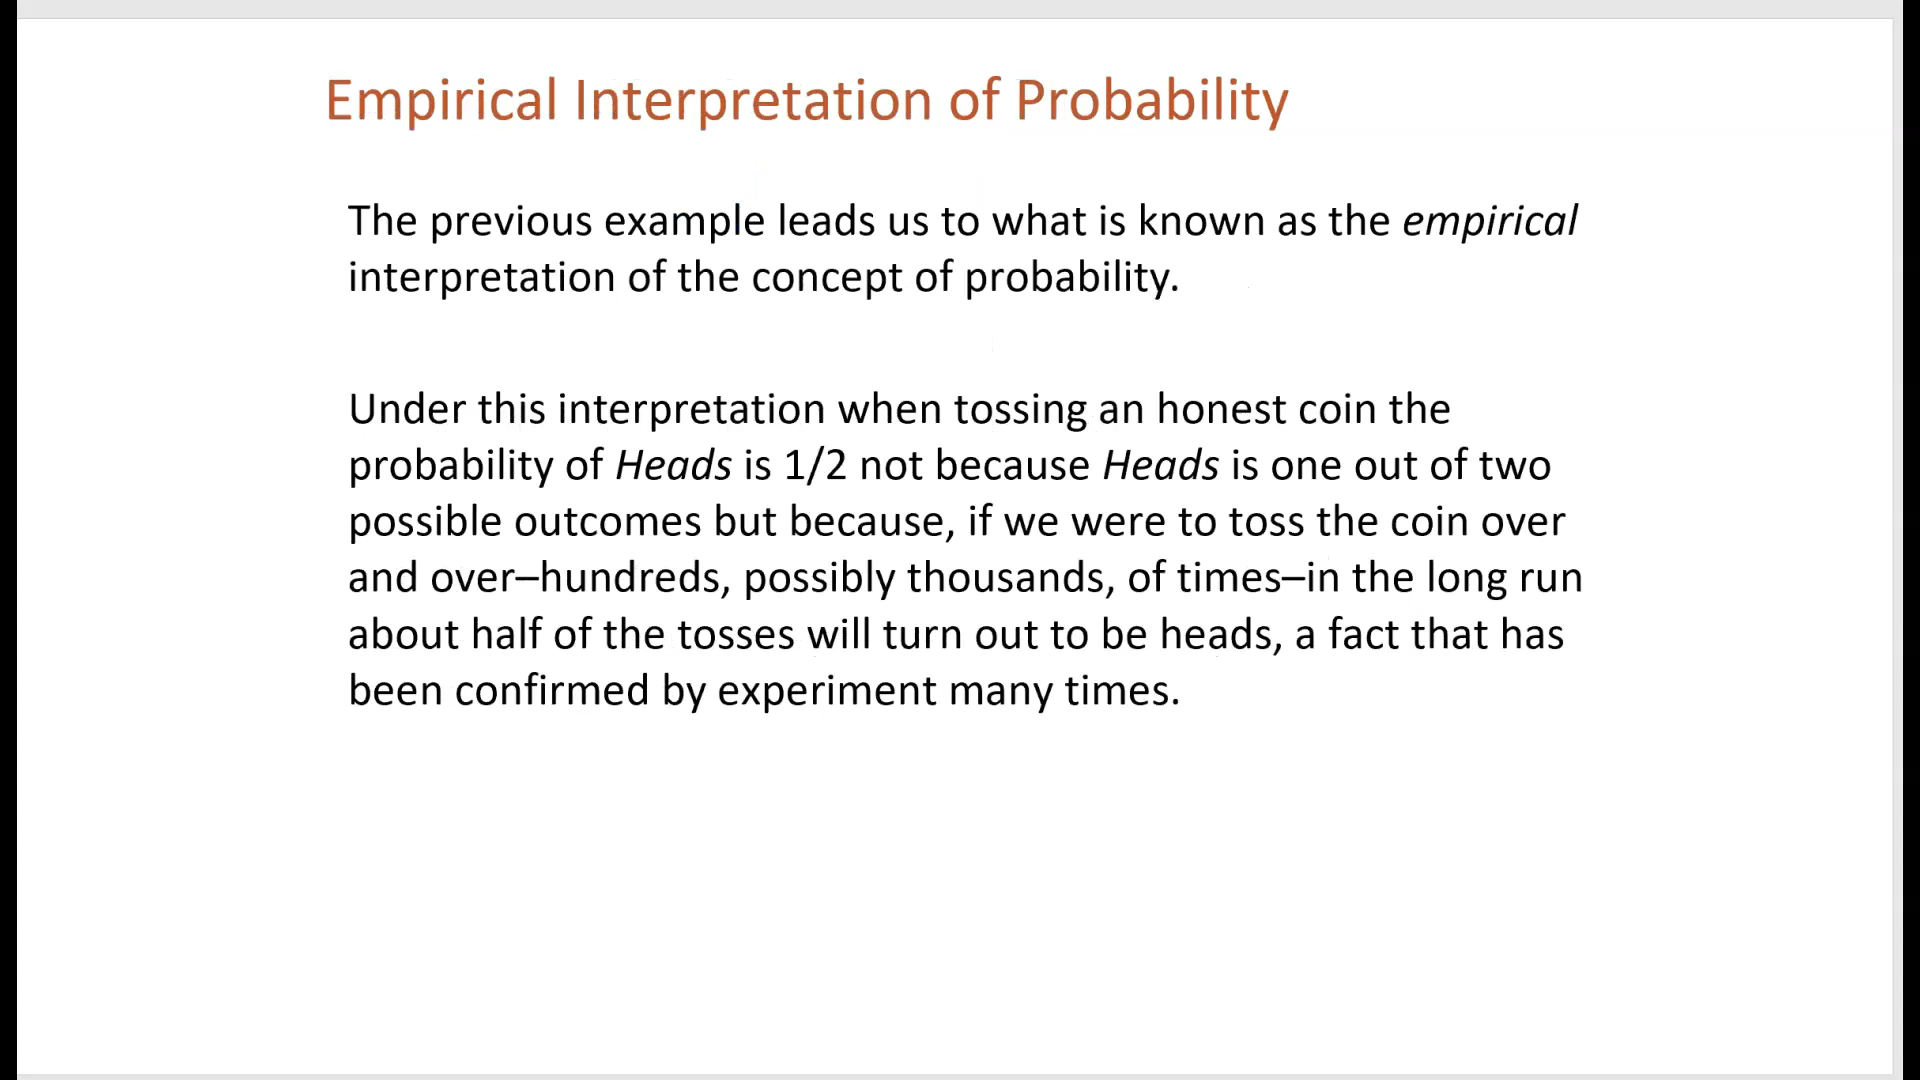 Empirical Interpretation of Probability
The previous example leads us to what is known as the empirical
interpretation of the concept of probability.
Under this interpretation when tossing an honest coin the
probability of Heads is 1/2 not because Heads is one out of two
possible outcomes but because, if we were to toss the coin over
and over–hundreds, possibly thousands, of times–in the long run
about half of the tosses will turn out to be heads, a fact that has
been confirmed by experiment many times.